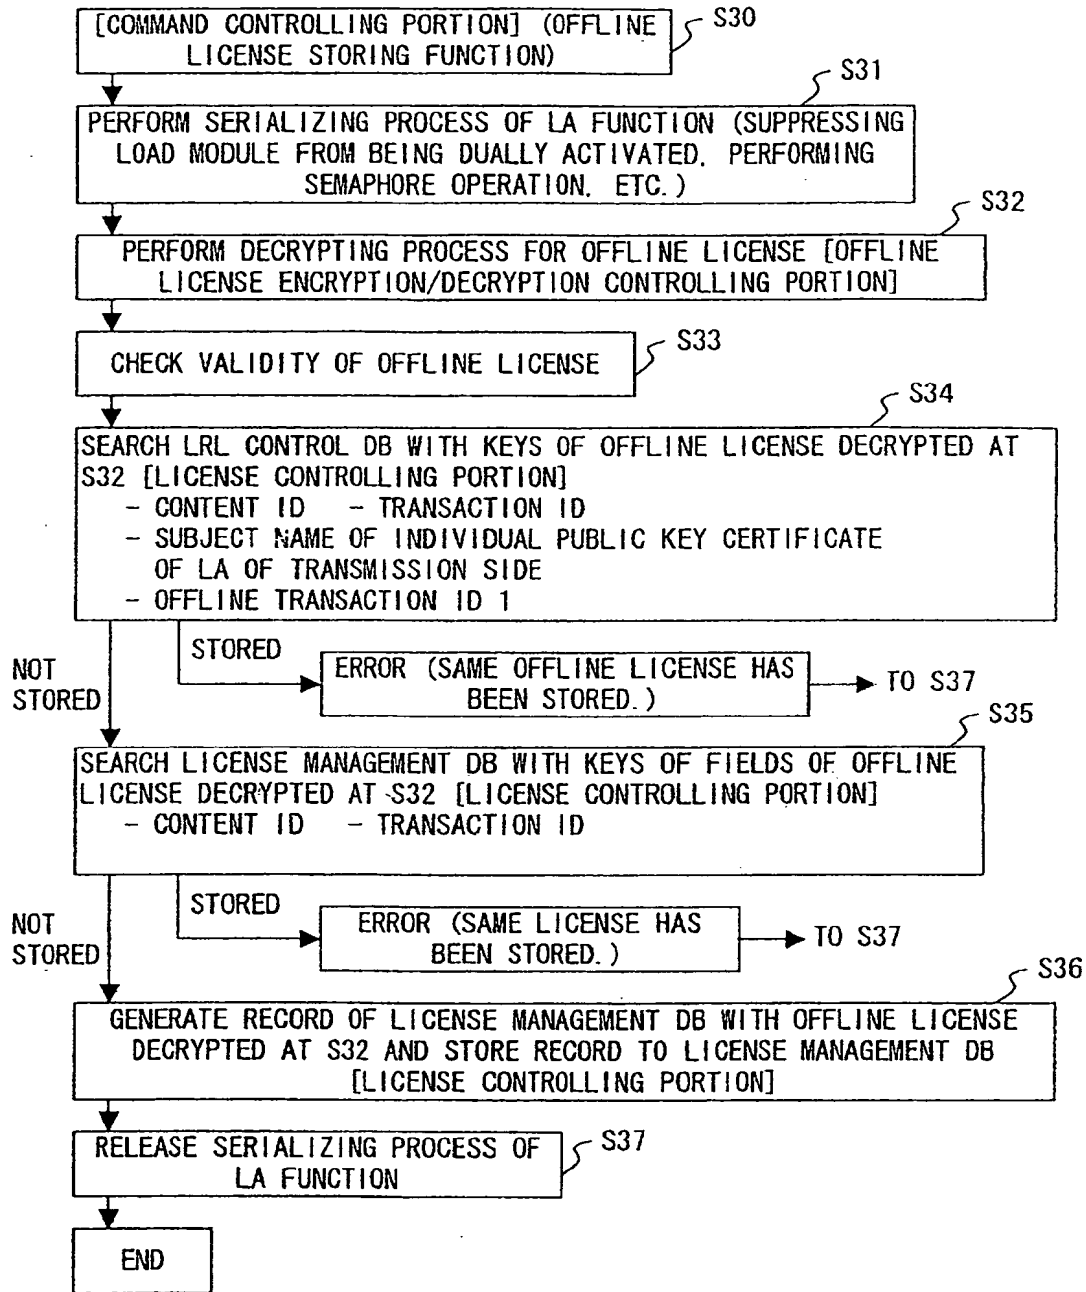 [COMMAND CONTROLLING PORTION] (OFFLINE
LICENSE STORING FUNCTION)
S30
S31
PERFORM SERIALIZING PROCESS OF LA FUNCTION (SUPPRESSING
LOAD MODULE FROM BEING DUALLY ACTIVATED, PERFORMING
SEMAPHORE OPERATION, ETC.)
S32
PERFORM DECRYPTING PROCESS FOR OFFLINE LICENSE [OFFLINE
LICENSE ENCRYPTION/DECRYPTION CONTROLLING PORTION]
S33
CHECK VALIDITY OF OFFLINE LICENSE
S34
SEARCH LRL CONTROL DB WITH KEYS OF OFFLINE LICENSE DECRYPTED AT
S32 [LICENSE CONTROLLING PORTION]
- CONTENT ID - TRANSACTION ID
- SUBJECT NAME OF INDIVIDUAL PUBLIC KEY CERTIFICATE
OF LA OF TRANSMISSION SIDE
- OFFLINE TRANSACTION ID 1
NOT
STORED
STORED
ERROR (SAME OFFLINE LICENSE HAS
BEEN STORED.)
TO S37
S35
SEARCH LICENSE MANAGEMENT DB WITH KEYS OF FIELDS OF OFFLINE
LICENSE DECRYPTED AT S32 [LICENSE CONTROLLING PORTION]
- CONTENT ID - TRANSACTION ID
NOT
STORED
STORED
ERROR (SAME LICENSE HAS
BEEN STORED.)
TO S37
S36
GENERATE RECORD OF LICENSE MANAGEMENT DB WITH OFFLINE LICENSE
DECRYPTED AT S32 AND STORE RECORD TO LICENSE MANAGEMENT DB
[LICENSE CONTROLLING PORTION]
S37
RELEASE SERIALIZING PROCESS OF
LA FUNCTION
END